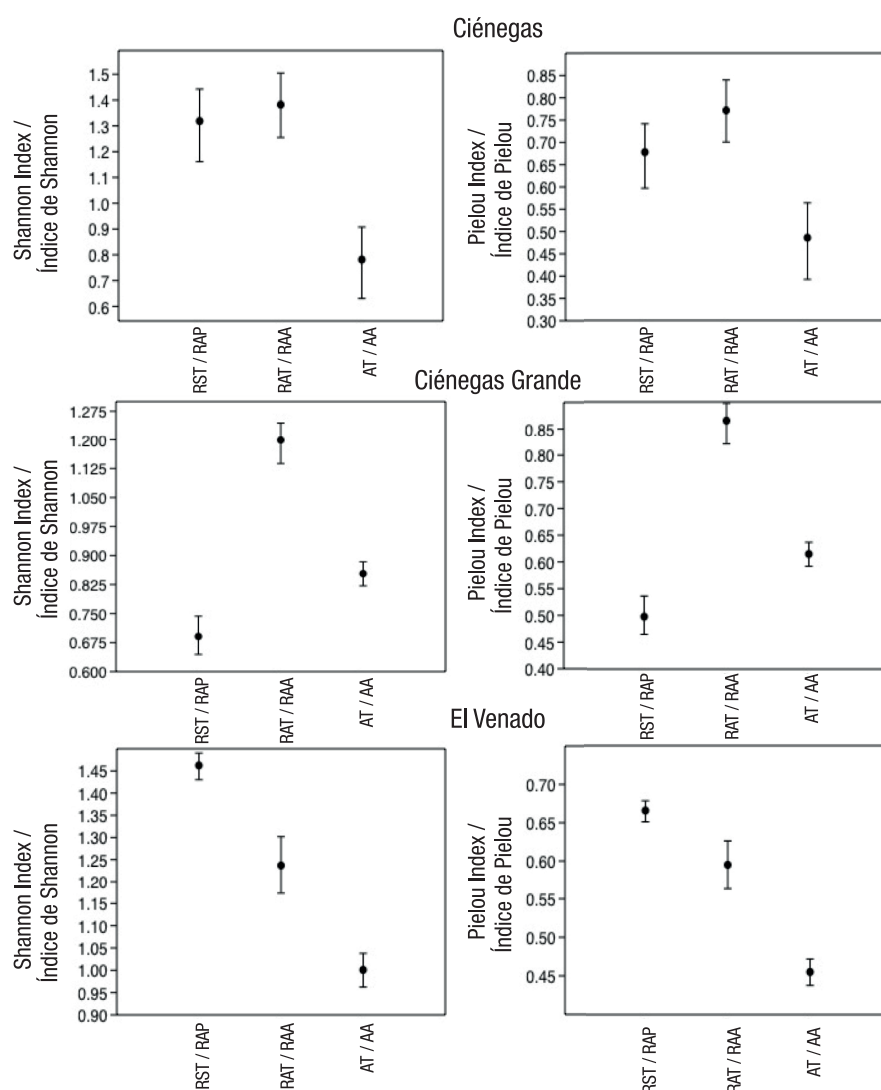 Ciénegas
Shannon Index /
Índice de Shannon
1.5
1.4
1.3
1.2
1.1
1.0
0.9
0.8
0.7
0.6
RST / RAP
RAT / RAA
AT / AA
Pielou Index /
Índice de Pielou
0.85
0.80
0.75
0.70
0.65
0.60
0.55
0.50
0.45
0.40
0.35
0.30
RST / RAP
RAT / RAA
AT / AA
Ciénegas Grande
Shannon Index /
Índice de Shannon
1.275
1.200
1.125
1.050
0.975
0.900
0.825
0.750
0.675
0.600
RST / RAP
RAT / RAA
AT / AA
Pielou Index /
Índice de Pielou
0.85
0.80
0.75
0.70
0.65
0.60
0.55
0.50
0.45
0.40
RST / RAP
RAT / RAA
AT / AA
El Venado
Shannon Index /
Índice de Shannon
1.45
1.40
1.35
1.30
1.25
1.20
1.15
1.10
1.05
1.00
0.95
0.90
RST / RAP
RAT / RAA
AT / AA
Pielou Index /
Índice de Pielou
0.70
0.65
0.60
0.55
0.50
0.45
RST / RAP
RAT / RAA
AT / AA